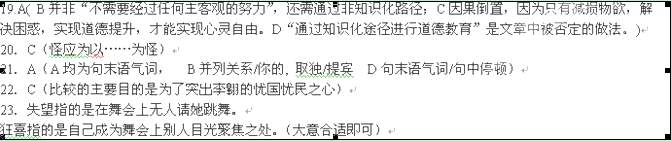 19.A( B 并非“不需要经过任何主客观的努力”，还需通过非知识化路径；C 因果倒置，因为只有减损物欲，解
决困惑，实现道德提升，才能实现心灵自由。D“通过知识化途径进行道德教育”是文章中被否定的做法。)
20. C（怪应为以……为怪）
21. A（A 均为句末语气词， B 并列关系/你的, 取独/提宾 D 句末语气词/句中停顿）
22. C（比较的主要目的是为了突出李翱的忧国忧民之心）
23. 失望指的是在舞会上无人请她跳舞。
狂喜指的是自己成为舞会上别人目光聚焦之处。（大意合适即可）